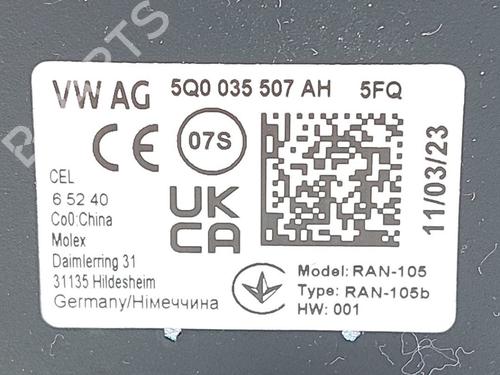 VW AG 5Q0 035 507 AH 5FQ
CE 07S
CEL
6 52 40
Co0:China
Molex
Daimlerring 31
31135 Hildesheim
Germany/Німеччина
UK
CA
11/03/23
Model: RAN-105
Type: RAN-105b
HW: 001
PARTS